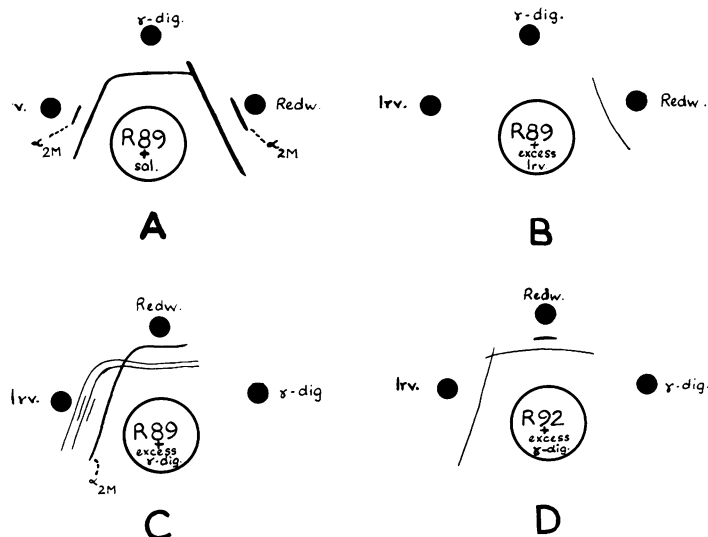 γ-dig.
v.
Redw.
α2M
α2M
R89
+
sal.
A
γ-dig.
Irv.
Redw.
R89
+
excess
Irv
B
Redw.
Irv.
γ-dig
R89
+
excess
γ-dig.
α2M
C
Redw.
Irv.
γ-dig.
R92
+
excess
γ-dig.
D